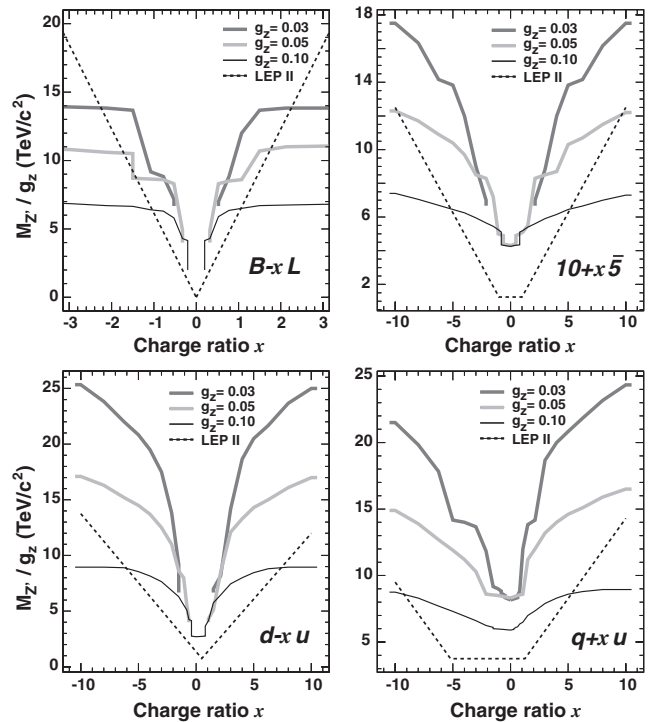 g_z= 0.03
g_z= 0.05
g_z= 0.10
LEP II
20
15
10
5
0
M_Z' / g_z (TeV/c²)
B-x L
-3 -2 -1 0 1 2 3
Charge ratio x
g_z= 0.03
g_z= 0.05
g_z= 0.10
LEP II
18
14
10
6
2
10+x 5̄
-10 -5 0 5 10
Charge ratio x
g_z= 0.03
g_z= 0.05
g_z= 0.10
LEP II
25
20
15
10
5
0
M_Z' / g_z (TeV/c²)
d-x u
-10 -5 0 5 10
Charge ratio x
g_z= 0.03
g_z= 0.05
g_z= 0.10
LEP II
25
20
15
10
5
q+x u
-10 -5 0 5 10
Charge ratio x